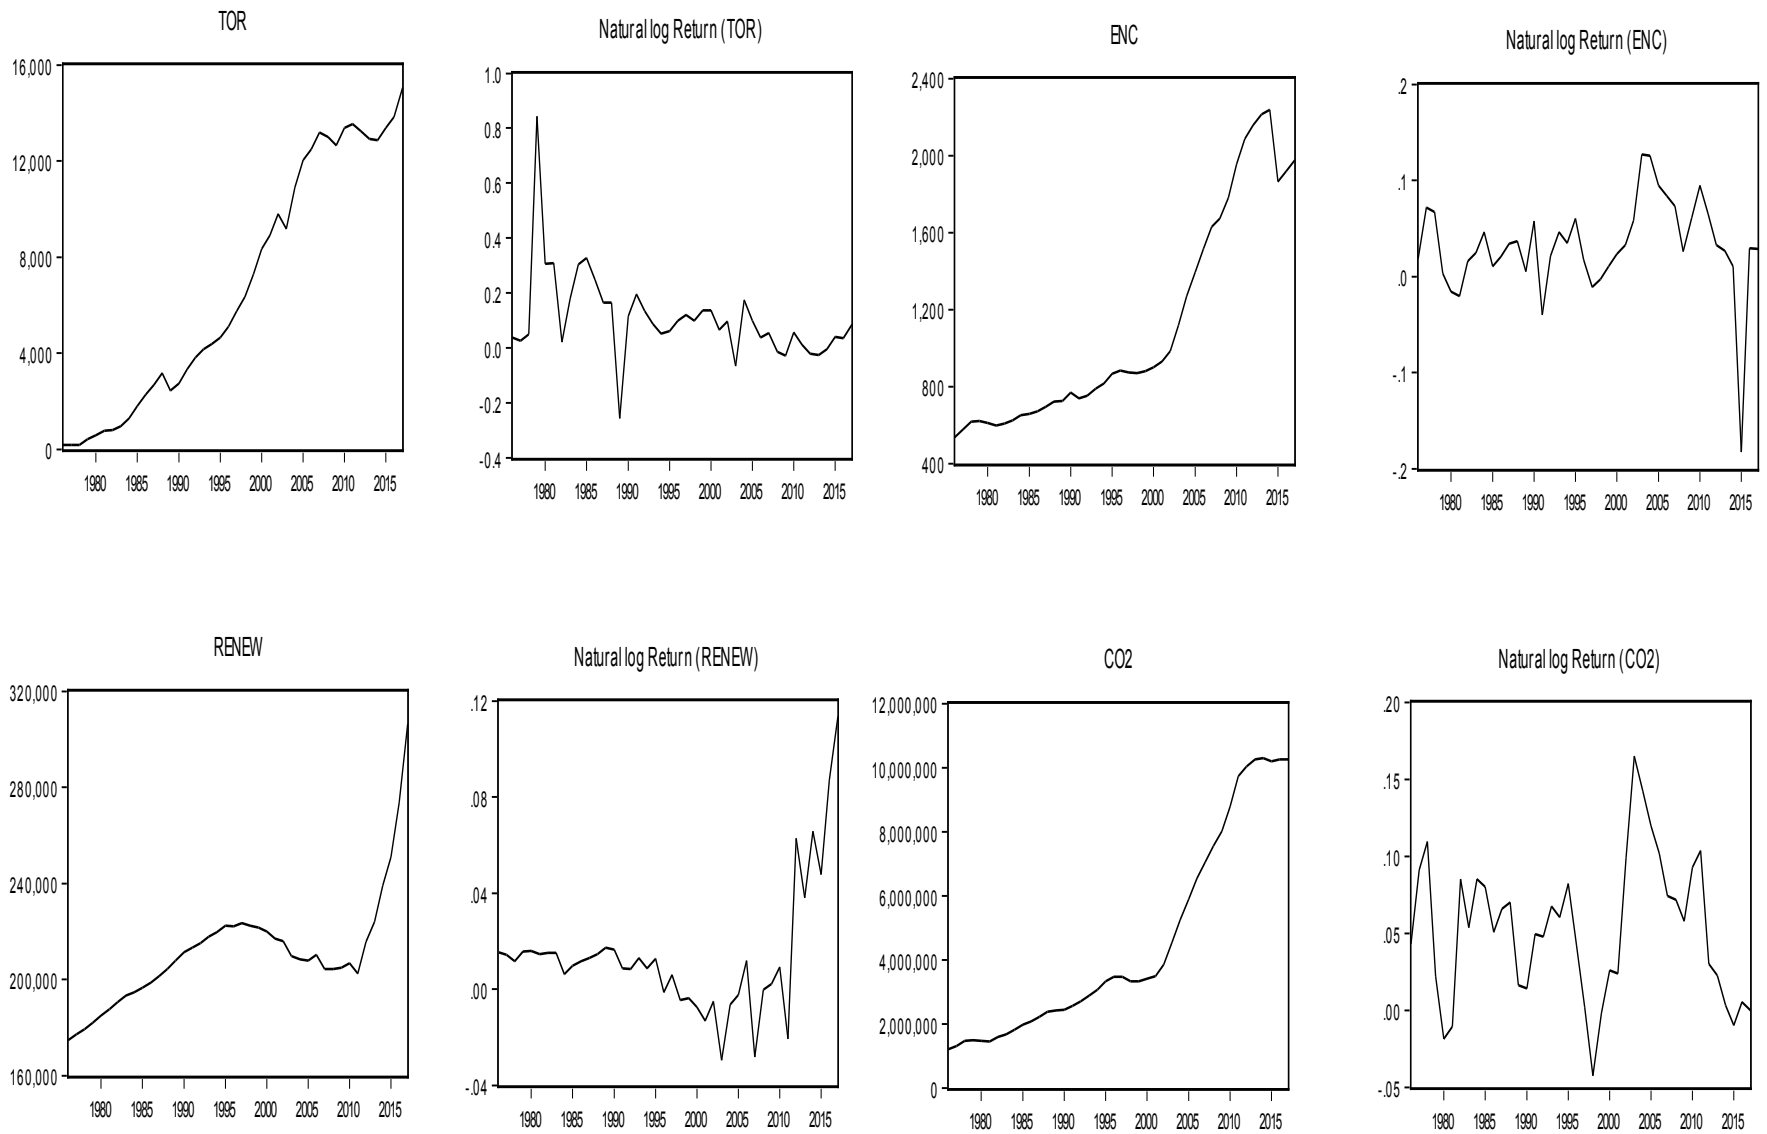 TOR
16,000
12,000
8,000
4,000
0
1980 1985 1990 1995 2000 2005 2010 2015
Natural log Return (TOR)
1.0
0.8
0.6
0.4
0.2
0.0
-0.2
-0.4
1980 1985 1990 1995 2000 2005 2010 2015
ENC
2,400
2,000
1,600
1,200
800
400
1980 1985 1990 1995 2000 2005 2010 2015
Natural log Return (ENC)
.2
.1
.0
-.1
-.2
1980 1985 1990 1995 2000 2005 2010 2015
RENEW
320,000
280,000
240,000
200,000
160,000
1980 1985 1990 1995 2000 2005 2010 2015
Natural log Return (RENEW)
.12
.08
.04
.00
-.04
1980 1985 1990 1995 2000 2005 2010 2015
CO2
12,000,000
10,000,000
8,000,000
6,000,000
4,000,000
2,000,000
0
1980 1985 1990 1995 2000 2005 2010 2015
Natural log Return (CO2)
.20
.15
.10
.05
.00
-.05
1980 1985 1990 1995 2000 2005 2010 2015